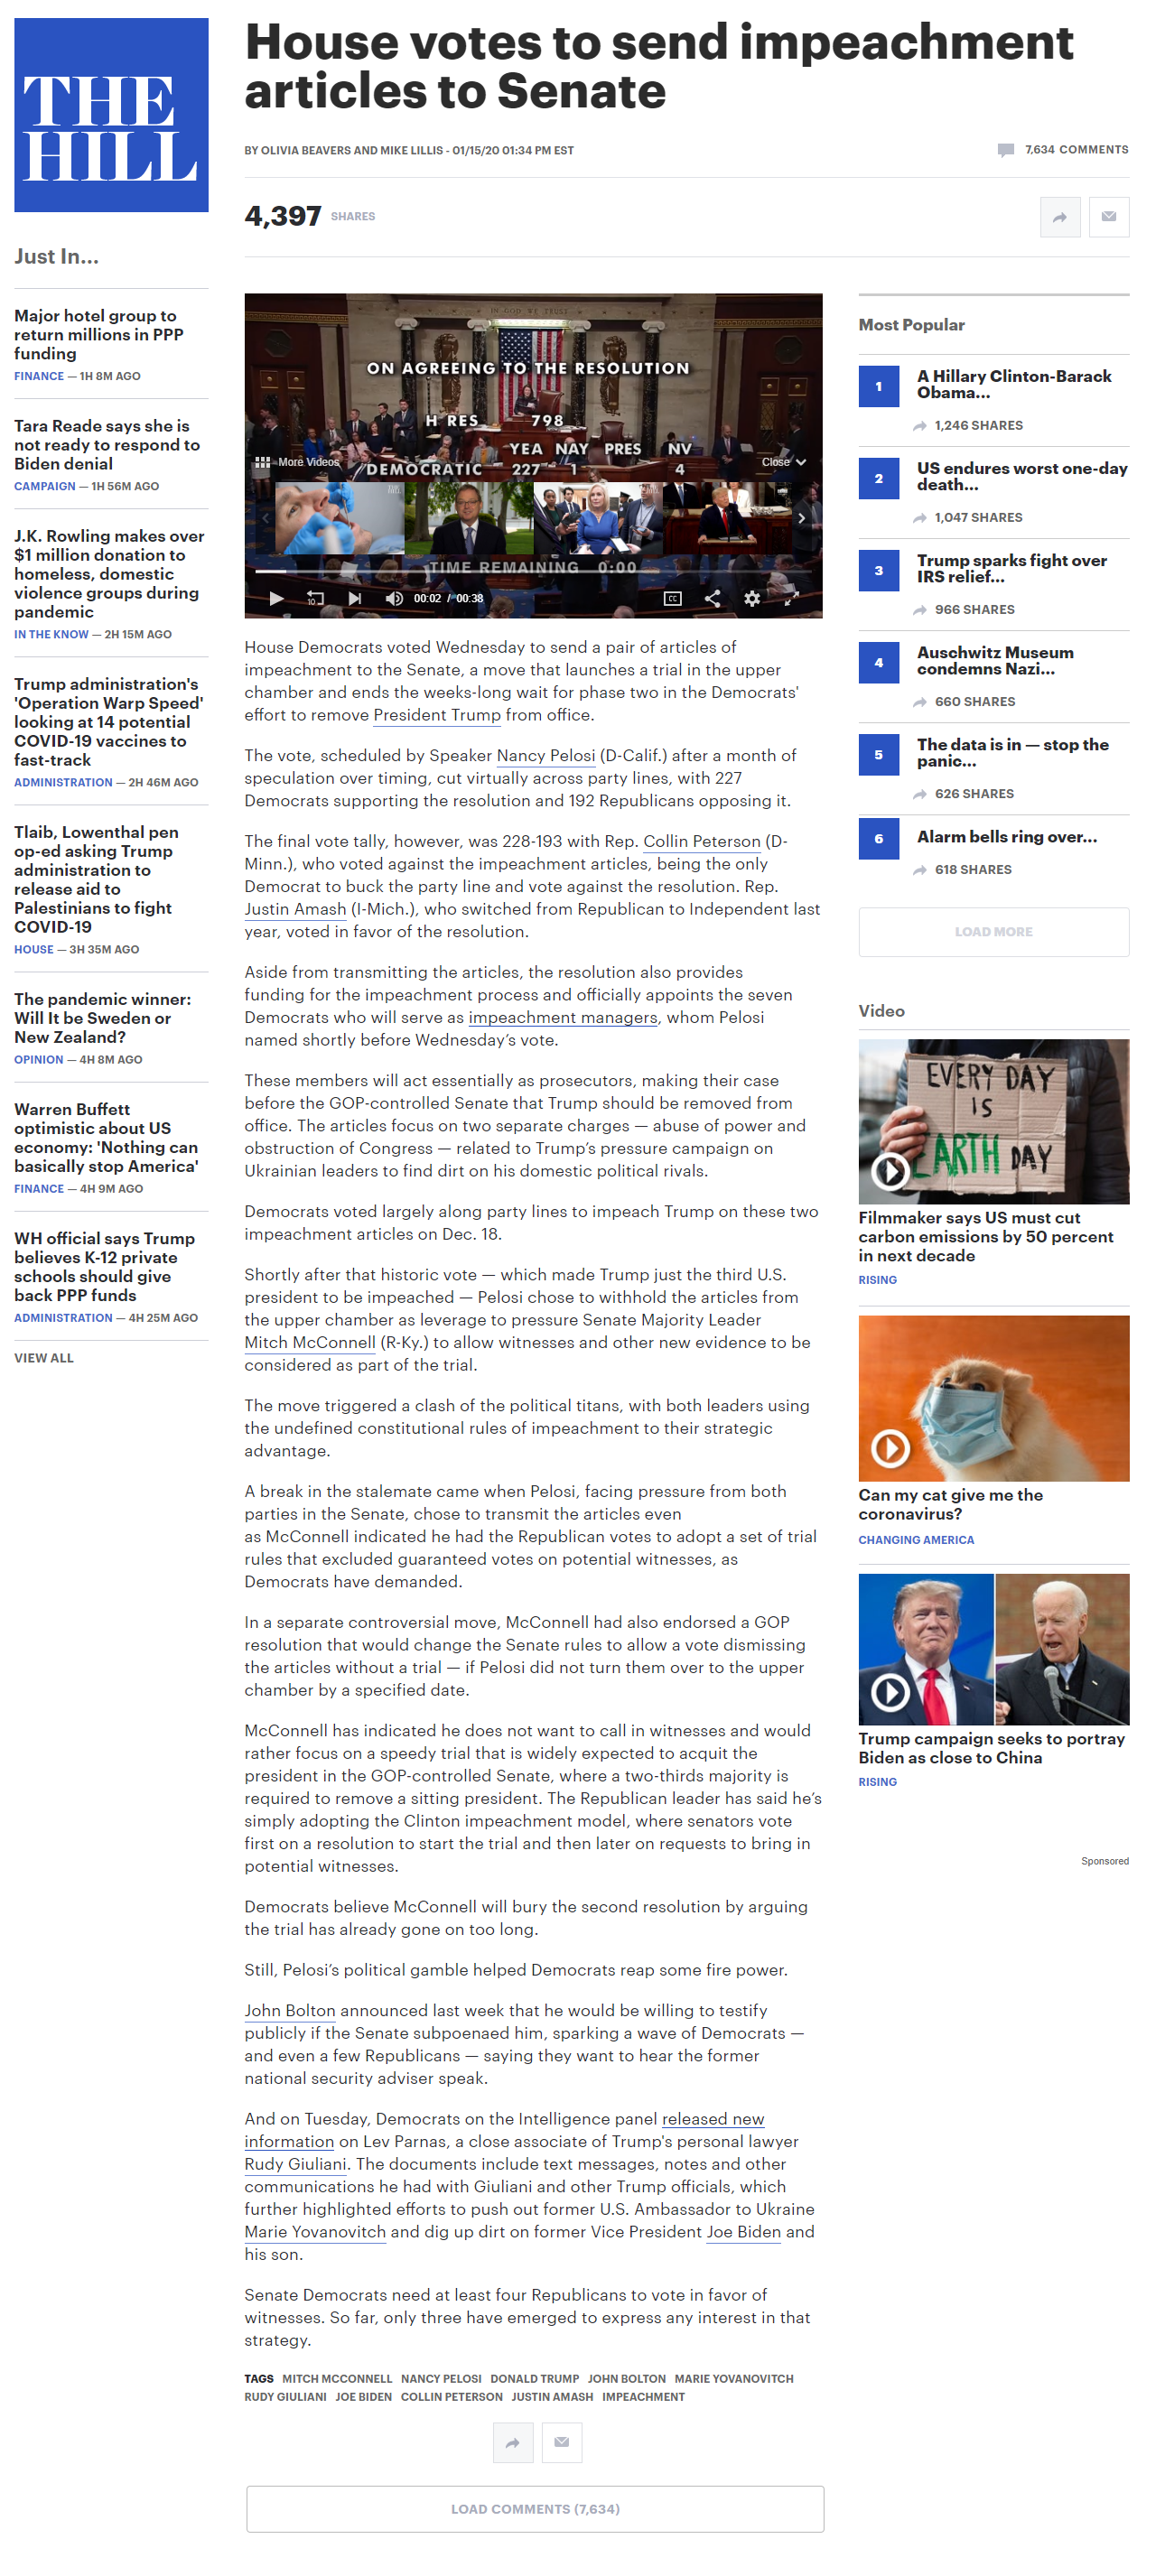 THE
HILL
House votes to send impeachment
articles to Senate
BY OLIVIA BEAVERS AND MIKE LILLIS - 01/15/20 01:34 PM EST
7,634 COMMENTS
4,397 SHARES
Just In...
Major hotel group to
return millions in PPP
funding
FINANCE — 1H 8M AGO
Tara Reade says she is
not ready to respond to
Biden denial
CAMPAIGN — 1H 56M AGO
J.K. Rowling makes over
$1 million donation to
homeless, domestic
violence groups during
pandemic
IN THE KNOW — 2H 15M AGO
Trump administration's
'Operation Warp Speed'
looking at 14 potential
COVID-19 vaccines to
fast-track
ADMINISTRATION — 2H 46M AGO
Tlaib, Lowenthal pen
op-ed asking Trump
administration to
release aid to
Palestinians to fight
COVID-19
HOUSE — 3H 35M AGO
The pandemic winner:
Will It be Sweden or
New Zealand?
OPINION — 4H 8M AGO
Warren Buffett
optimistic about US
economy: 'Nothing can
basically stop America'
FINANCE — 4H 9M AGO
WH official says Trump
believes K-12 private
schools should give
back PPP funds
ADMINISTRATION — 4H 25M AGO
VIEW ALL
IN GOD WE TRUST
ON AGREEING TO THE RESOLUTION
H RES 798
YEA NAY PRES NV
More Videos
Close
DEMOCRATIC 227 1 4
TIME REMAINING 0:00
10
00:02 / 00:38
CC
House Democrats voted Wednesday to send a pair of articles of
impeachment to the Senate, a move that launches a trial in the upper
chamber and ends the weeks-long wait for phase two in the Democrats'
effort to remove President Trump from office.
The vote, scheduled by Speaker Nancy Pelosi (D-Calif.) after a month of
speculation over timing, cut virtually across party lines, with 227
Democrats supporting the resolution and 192 Republicans opposing it.
The final vote tally, however, was 228-193 with Rep. Collin Peterson (D-
Minn.), who voted against the impeachment articles, being the only
Democrat to buck the party line and vote against the resolution. Rep.
Justin Amash (I-Mich.), who switched from Republican to Independent last
year, voted in favor of the resolution.
Aside from transmitting the articles, the resolution also provides
funding for the impeachment process and officially appoints the seven
Democrats who will serve as impeachment managers, whom Pelosi
named shortly before Wednesday's vote.
These members will act essentially as prosecutors, making their case
before the GOP-controlled Senate that Trump should be removed from
office. The articles focus on two separate charges — abuse of power and
obstruction of Congress — related to Trump's pressure campaign on
Ukrainian leaders to find dirt on his domestic political rivals.
Democrats voted largely along party lines to impeach Trump on these two
impeachment articles on Dec. 18.
Shortly after that historic vote — which made Trump just the third U.S.
president to be impeached — Pelosi chose to withhold the articles from
the upper chamber as leverage to pressure Senate Majority Leader
Mitch McConnell (R-Ky.) to allow witnesses and other new evidence to be
considered as part of the trial.
The move triggered a clash of the political titans, with both leaders using
the undefined constitutional rules of impeachment to their strategic
advantage.
A break in the stalemate came when Pelosi, facing pressure from both
parties in the Senate, chose to transmit the articles even
as McConnell indicated he had the Republican votes to adopt a set of trial
rules that excluded guaranteed votes on potential witnesses, as
Democrats have demanded.
In a separate controversial move, McConnell had also endorsed a GOP
resolution that would change the Senate rules to allow a vote dismissing
the articles without a trial — if Pelosi did not turn them over to the upper
chamber by a specified date.
McConnell has indicated he does not want to call in witnesses and would
rather focus on a speedy trial that is widely expected to acquit the
president in the GOP-controlled Senate, where a two-thirds majority is
required to remove a sitting president. The Republican leader has said he's
simply adopting the Clinton impeachment model, where senators vote
first on a resolution to start the trial and then later on requests to bring in
potential witnesses.
Democrats believe McConnell will bury the second resolution by arguing
the trial has already gone on too long.
Still, Pelosi's political gamble helped Democrats reap some fire power.
John Bolton announced last week that he would be willing to testify
publicly if the Senate subpoenaed him, sparking a wave of Democrats —
and even a few Republicans — saying they want to hear the former
national security adviser speak.
And on Tuesday, Democrats on the Intelligence panel released new
information on Lev Parnas, a close associate of Trump's personal lawyer
Rudy Giuliani. The documents include text messages, notes and other
communications he had with Giuliani and other Trump officials, which
further highlighted efforts to push out former U.S. Ambassador to Ukraine
Marie Yovanovitch and dig up dirt on former Vice President Joe Biden and
his son.
Senate Democrats need at least four Republicans to vote in favor of
witnesses. So far, only three have emerged to express any interest in that
strategy.
TAGS MITCH MCCONNELL NANCY PELOSI DONALD TRUMP JOHN BOLTON MARIE YOVANOVITCH
RUDY GIULIANI JOE BIDEN COLLIN PETERSON JUSTIN AMASH IMPEACHMENT
LOAD COMMENTS (7,634)
Most Popular
1 A Hillary Clinton-Barack
Obama...
1,246 SHARES
2 US endures worst one-day
death...
1,047 SHARES
3 Trump sparks fight over
IRS relief...
966 SHARES
4 Auschwitz Museum
condemns Nazi...
660 SHARES
5 The data is in — stop the
panic...
626 SHARES
6 Alarm bells ring over...
618 SHARES
LOAD MORE
Video
EVERY DAY
IS
EARTH DAY
Filmmaker says US must cut
carbon emissions by 50 percent
in next decade
RISING
Can my cat give me the
coronavirus?
CHANGING AMERICA
Trump campaign seeks to portray
Biden as close to China
RISING
Sponsored